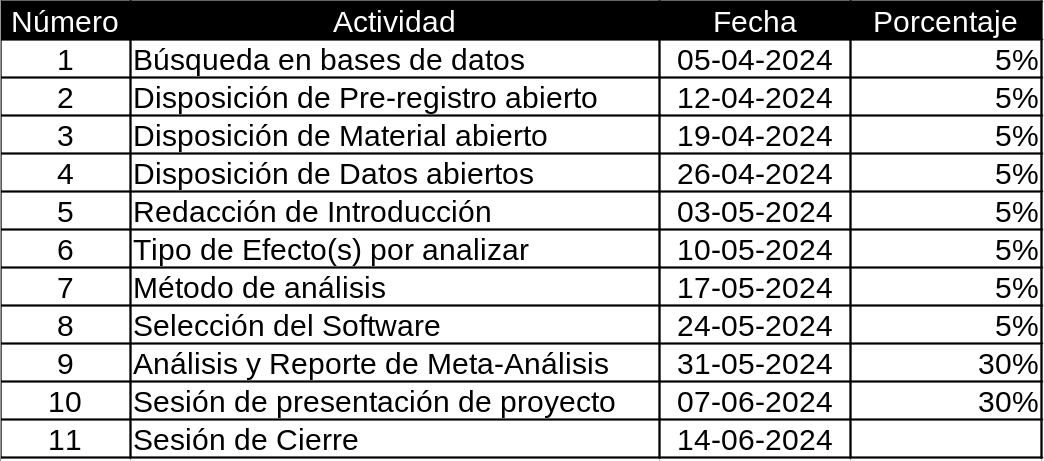 Número Actividad Fecha Porcentaje
1 Búsqueda en bases de datos 05-04-2024 5%
2 Disposición de Pre-registro abierto 12-04-2024 5%
3 Disposición de Material abierto 19-04-2024 5%
4 Disposición de Datos abiertos 26-04-2024 5%
5 Redacción de Introducción 03-05-2024 5%
6 Tipo de Efecto(s) por analizar 10-05-2024 5%
7 Método de análisis 17-05-2024 5%
8 Selección del Software 24-05-2024 5%
9 Análisis y Reporte de Meta-Análisis 31-05-2024 30%
10 Sesión de presentación de proyecto 07-06-2024 30%
11 Sesión de Cierre 14-06-2024